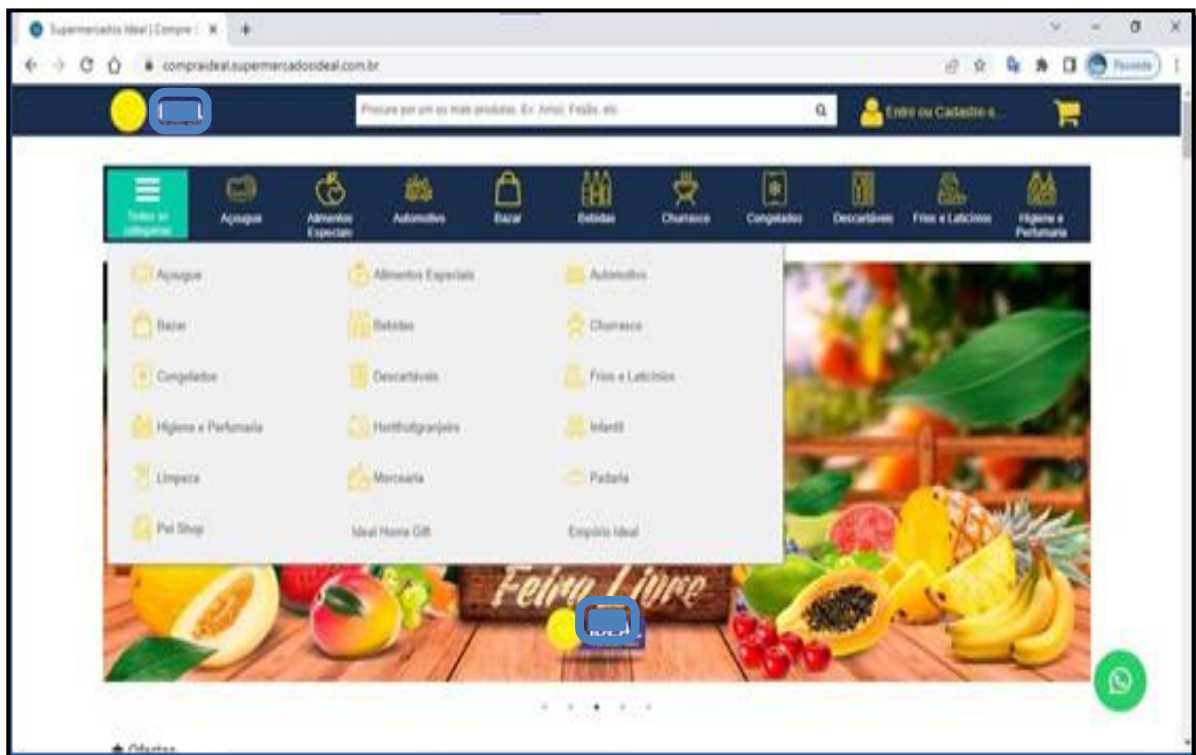 Supermercados Ideal | Compre
compraideal.supermercadosideal.com.br
Procure por um ou mais produtos. Ex: Arroz, Feijão, etc.
Entre ou Cadastre-s...
Todas as categorias
Açougue
Alimentos Especiais
Automotivo
Bazar
Bebidas
Churrasco
Congelados
Descartáveis
Frios e Laticínios
Higiene e Perfumaria
Açougue
Alimentos Especiais
Automotivo
Bazar
Bebidas
Churrasco
Congelados
Descartáveis
Frios e Laticínios
Higiene e Perfumaria
Hortifrutigranjeiro
Infantil
Limpeza
Mercearia
Padaria
Pet Shop
Ideal Home Gift
Empório Ideal
Feira Livre
Ofertas